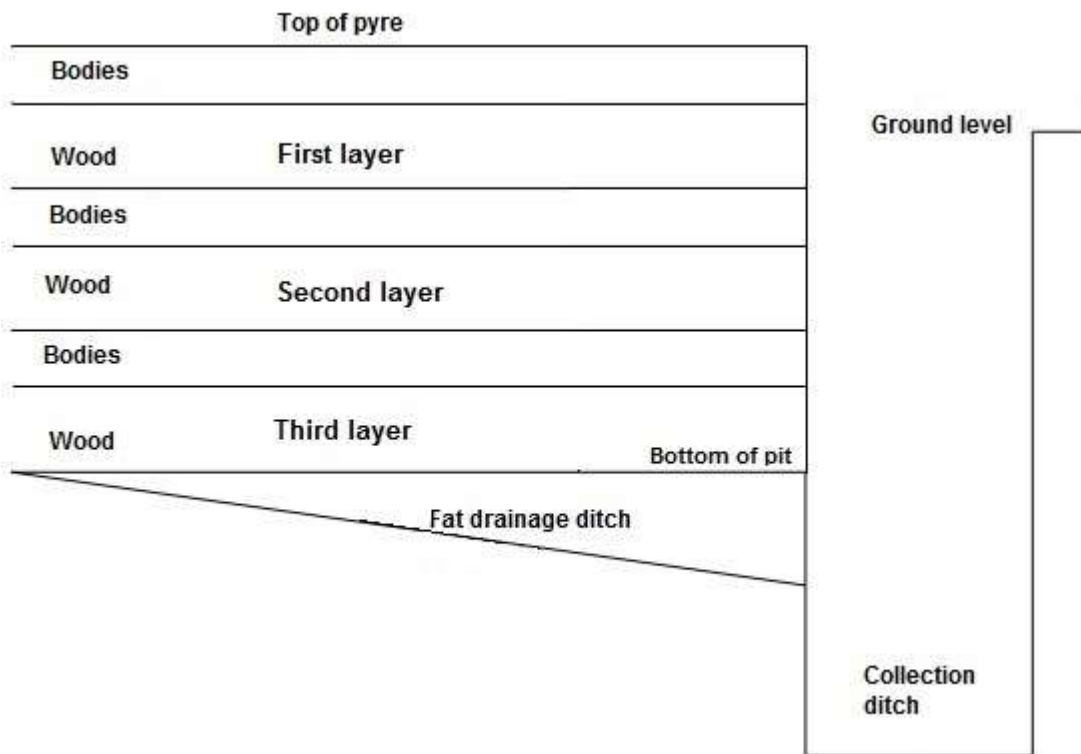 Top of pyre
Bodies
Ground level
Wood First layer
Bodies
Wood Second layer
Bodies
Wood Third layer
Bottom of pit
Fat drainage ditch
Collection
ditch